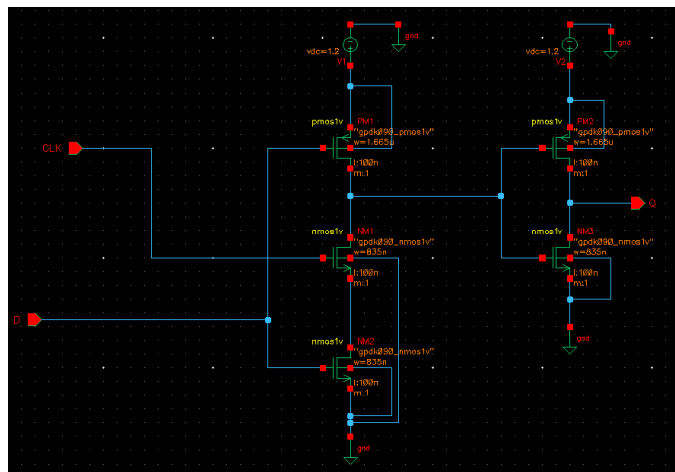 gnd
gnd
vdc=1.2
V1
vdc=1.2
V2
pmos1v PM1
"gpdk090_pmos1v"
w=1.665u
l:100n
m:1
pmos1v PM2
"gpdk090_pmos1v"
w=1.665u
l:100n
m:1
CLK
Q
nmos1v NM1
"gpdk090_nmos1v"
w=835n
l:100n
m:1
nmos1v NM3
"gpdk090_nmos1v"
w=835n
l:100n
m:1
D
gnd
nmos1v NM2
"gpdk090_nmos1v"
w=835n
l:100n
m:1
gnd